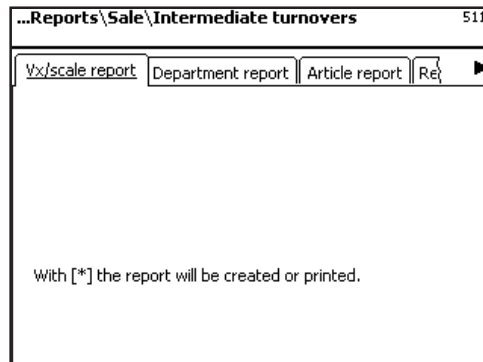 ...Reports\Sale\Intermediate turnovers 511
Vx/scale report Department report Article report Re
With [*] the report will be created or printed.